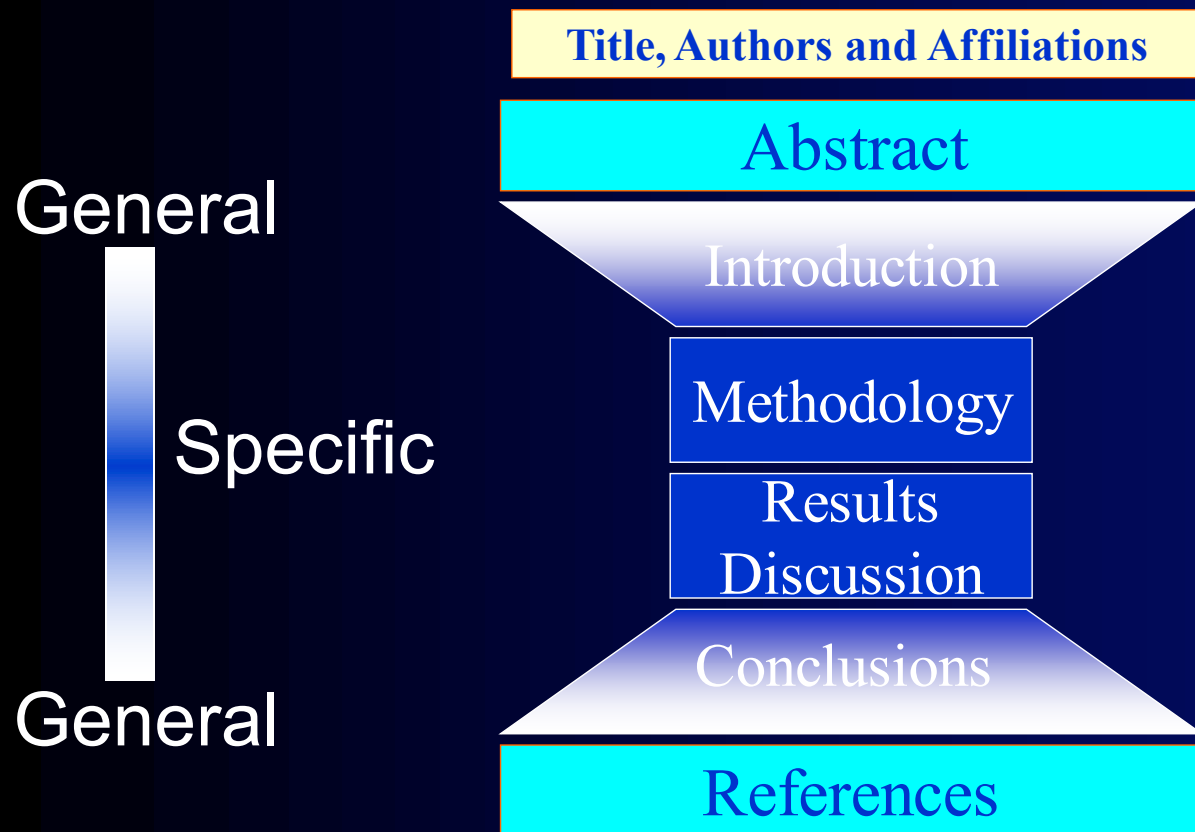 Title, Authors and Affiliations
Abstract
General
Introduction
Methodology
Specific
Results
Discussion
Conclusions
General
References